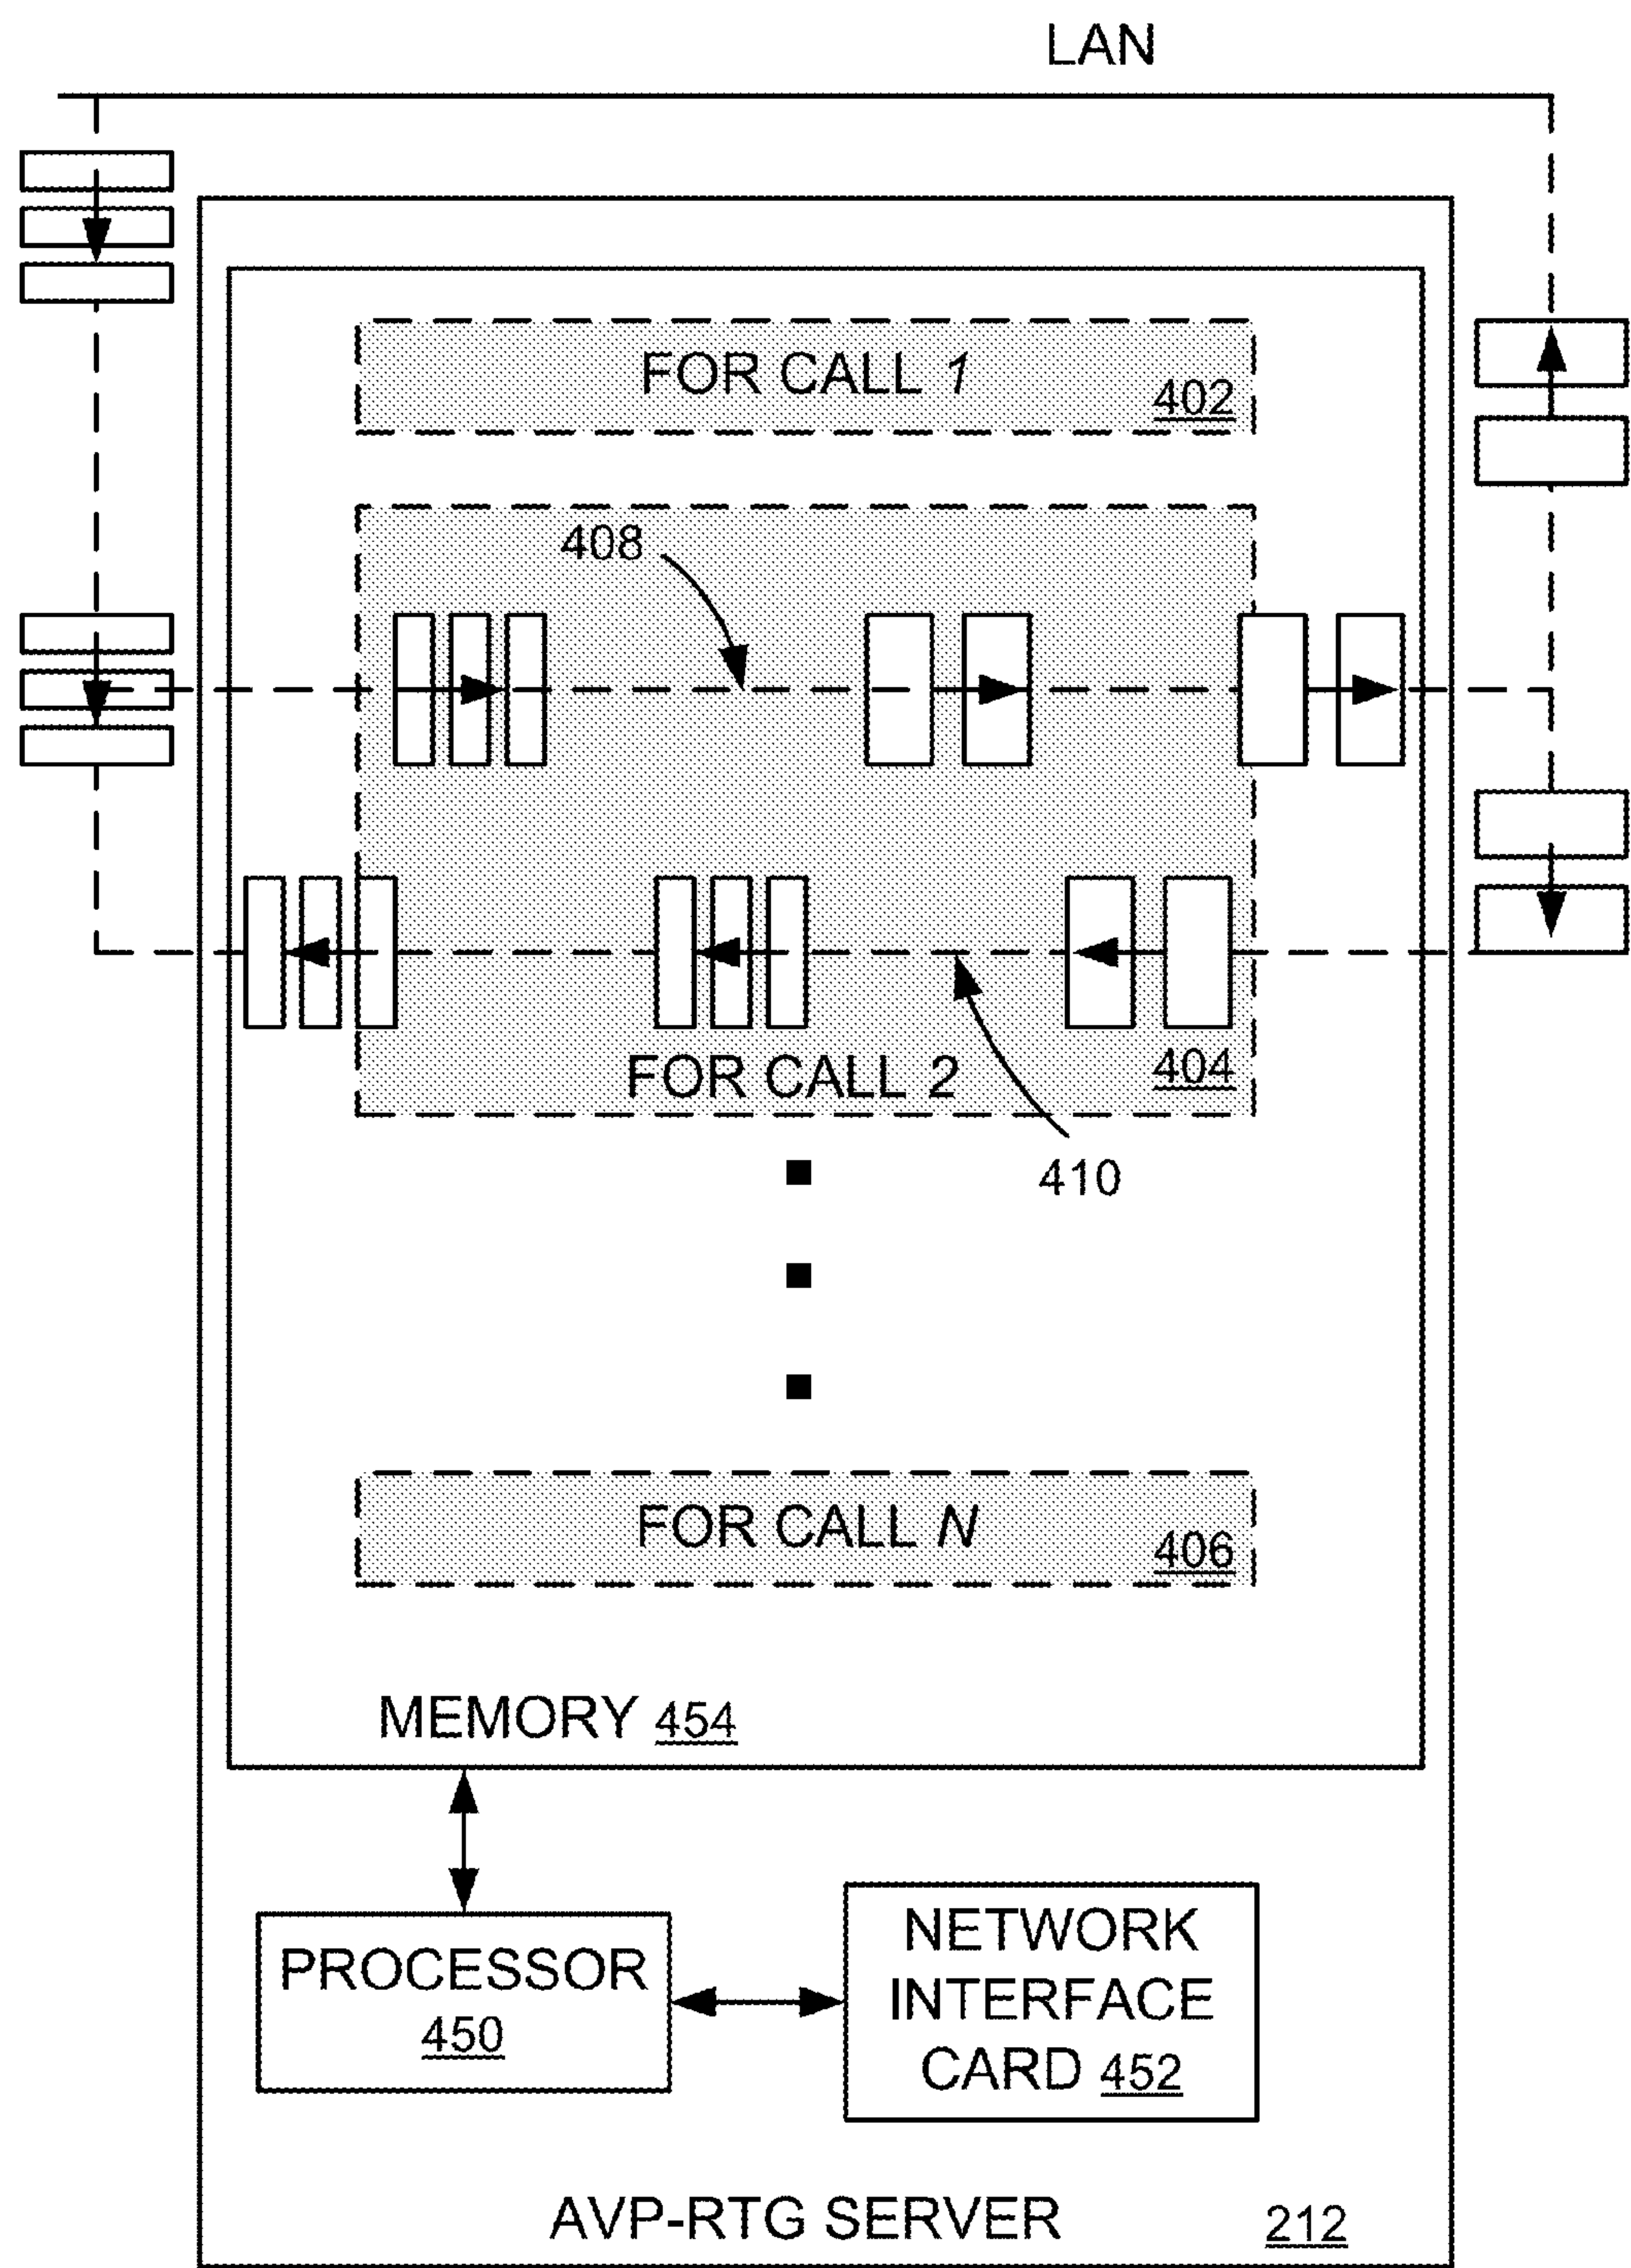 LAN
FOR CALL 1
402
408
FOR CALL 2
404
410
FOR CALL N
406
MEMORY 454
PROCESSOR
450
NETWORK
INTERFACE
CARD 452
AVP-RTG SERVER
212